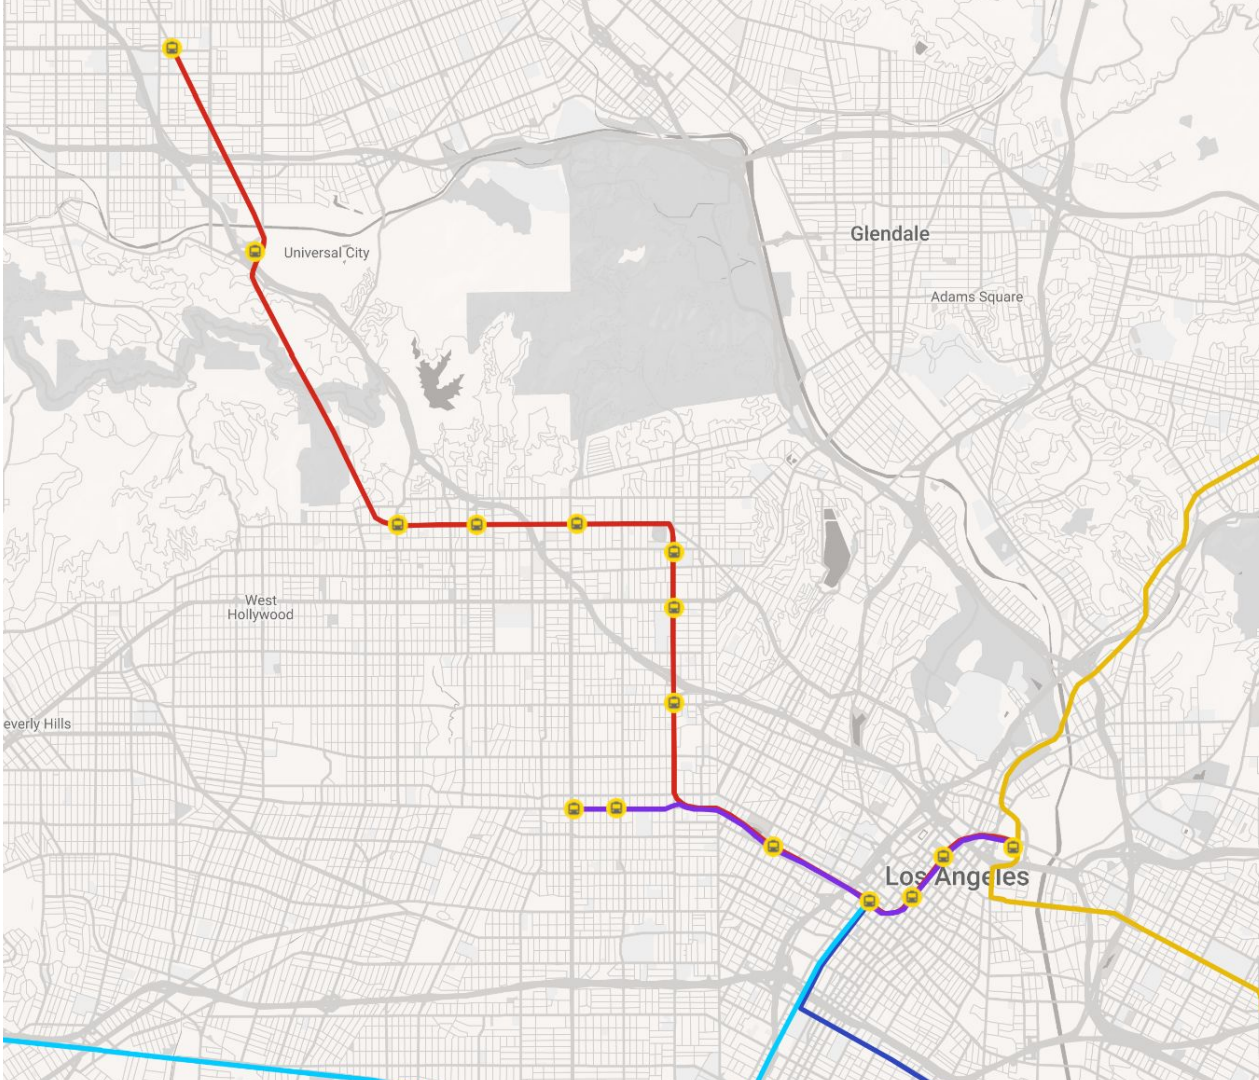 Glendale
Universal City
Adams Square
West
Hollywood
everly Hills
Los Angeles